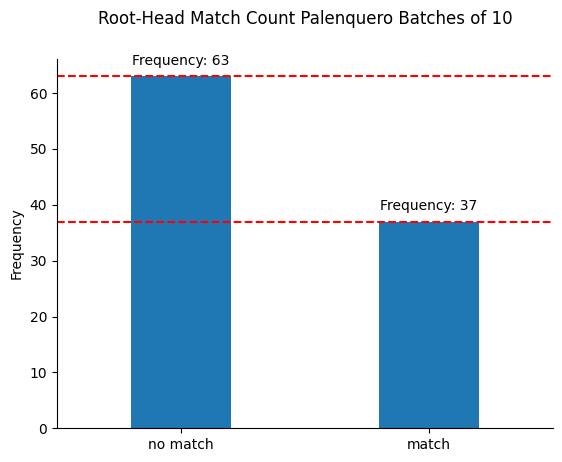 Root-Head Match Count Palenquero Batches of 10
Frequency: 63
Frequency: 37
Frequency
60
50
40
30
20
10
0
no match
match